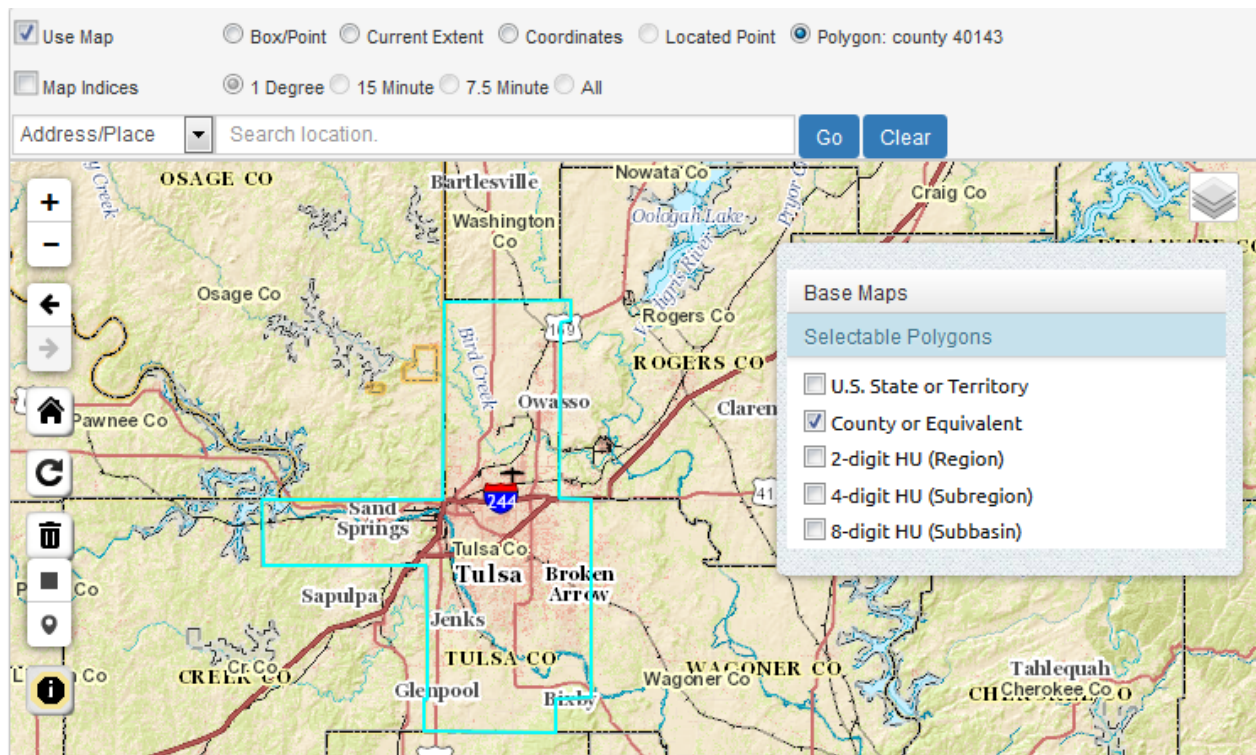 Use Map Box/Point Current Extent Coordinates Located Point Polygon: county 40143
Map Indices 1 Degree 15 Minute 7.5 Minute All
Address/Place Search location. Go Clear
OSAGE CO
Bartlesville
Nowata Co
Craig Co
Washington
Co
Oologah Lake
Osage Co
Rogers Co
169
Bird Creek
ROGERS CO
Owasso
Pawnee Co
Sand
Springs
244
41
Tulsa Co
Tulsa
Broken
Arrow
Sapulpa
Jenks
TULSA CO
CREEK CO
Glenpool
Bixby
Wagoner Co
WAGONER CO
Tahlequah
Cherokee Co
+
−
Base Maps
Selectable Polygons
U.S. State or Territory
County or Equivalent
2-digit HU (Region)
4-digit HU (Subregion)
8-digit HU (Subbasin)